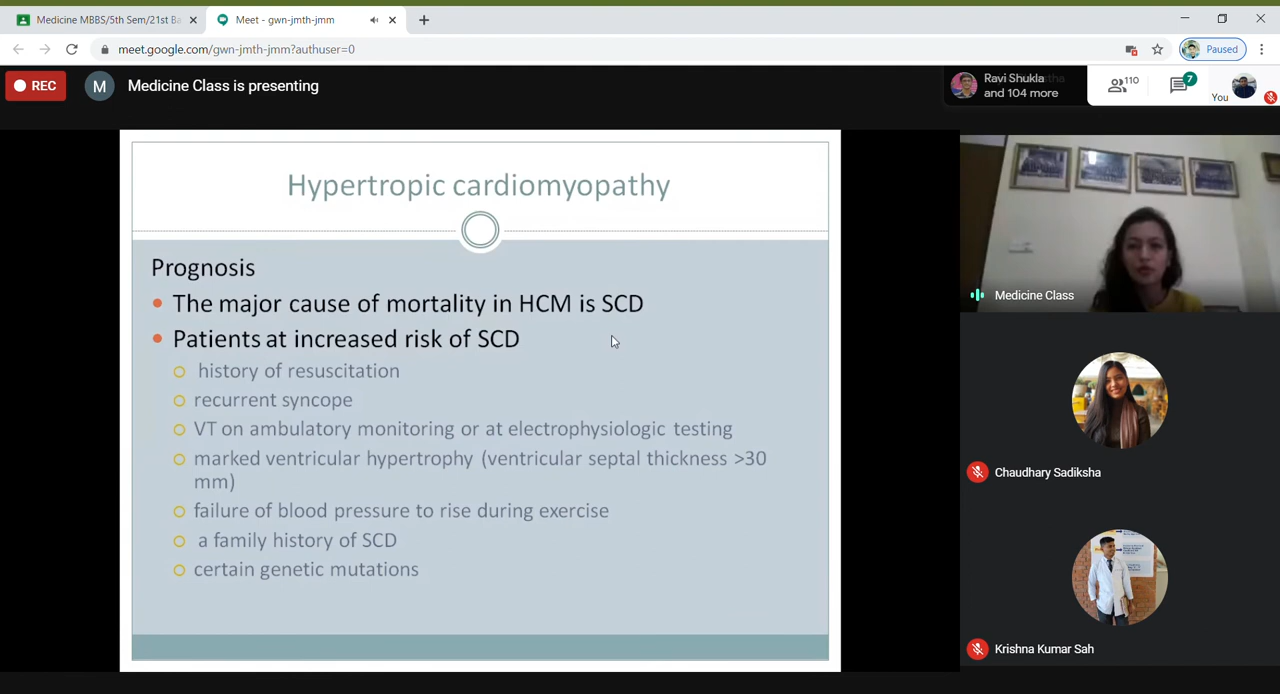 Medicine MBBS/5th Sem/21st Ba
Meet - gwn-jmth-jmm
meet.google.com/gwn-jmth-jmm?authuser=0
Paused
REC
M
Medicine Class is presenting
Ravi Shukla
and 104 more
110
7
You
Hypertropic cardiomyopathy
Prognosis
• The major cause of mortality in HCM is SCD
• Patients at increased risk of SCD
history of resuscitation
recurrent syncope
VT on ambulatory monitoring or at electrophysiologic testing
marked ventricular hypertrophy (ventricular septal thickness >30
mm)
failure of blood pressure to rise during exercise
a family history of SCD
certain genetic mutations
Medicine Class
Chaudhary Sadiksha
Krishna Kumar Sah